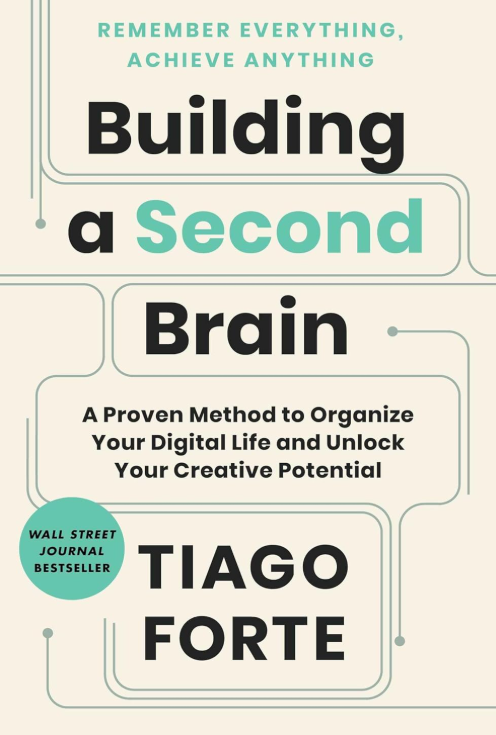 REMEMBER EVERYTHING,
ACHIEVE ANYTHING
Building
a Second
Brain
A Proven Method to Organize
Your Digital Life and Unlock
Your Creative Potential
WALL STREET
JOURNAL
BESTSELLER
TIAGO
FORTE